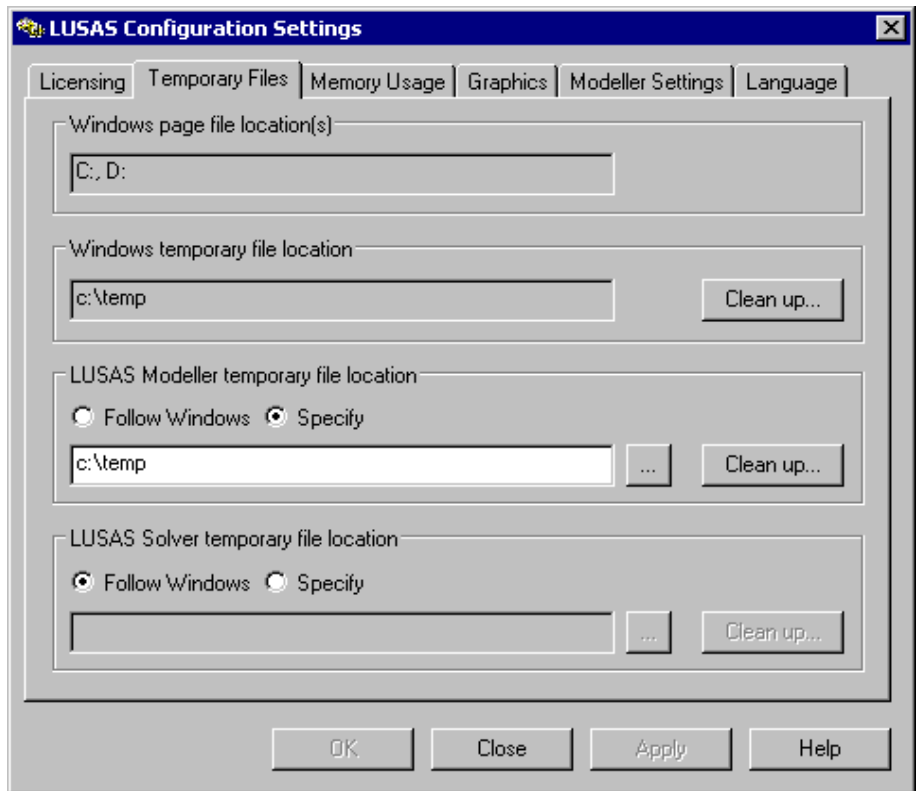 LUSAS Configuration Settings
Licensing Temporary Files Memory Usage Graphics Modeller Settings Language
Windows page file location(s)
C:, D:
Windows temporary file location
c:\temp Clean up...
LUSAS Modeller temporary file location
Follow Windows Specify
c:\temp ... Clean up...
LUSAS Solver temporary file location
Follow Windows Specify
... Clean up...
OK Close Apply Help